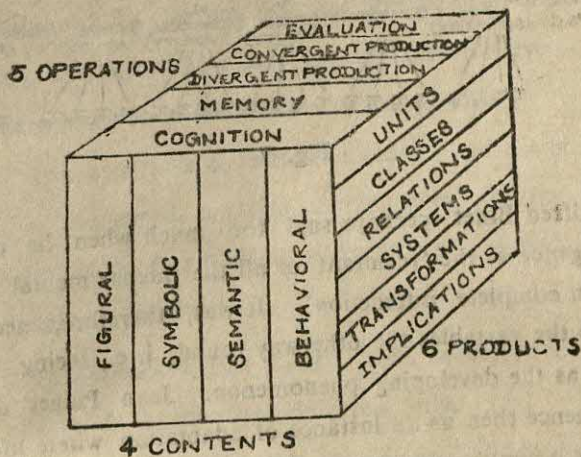 EVALUATION
CONVERGENT PRODUCTION
5 OPERATIONS
DIVERGENT PRODUCTION
MEMORY
COGNITION
UNITS
CLASSES
RELATIONS
SYSTEMS
TRANSFORMATIONS
IMPLICATIONS
FIGURAL
SYMBOLIC
SEMANTIC
BEHAVIORAL
6 PRODUCTS
4 CONTENTS